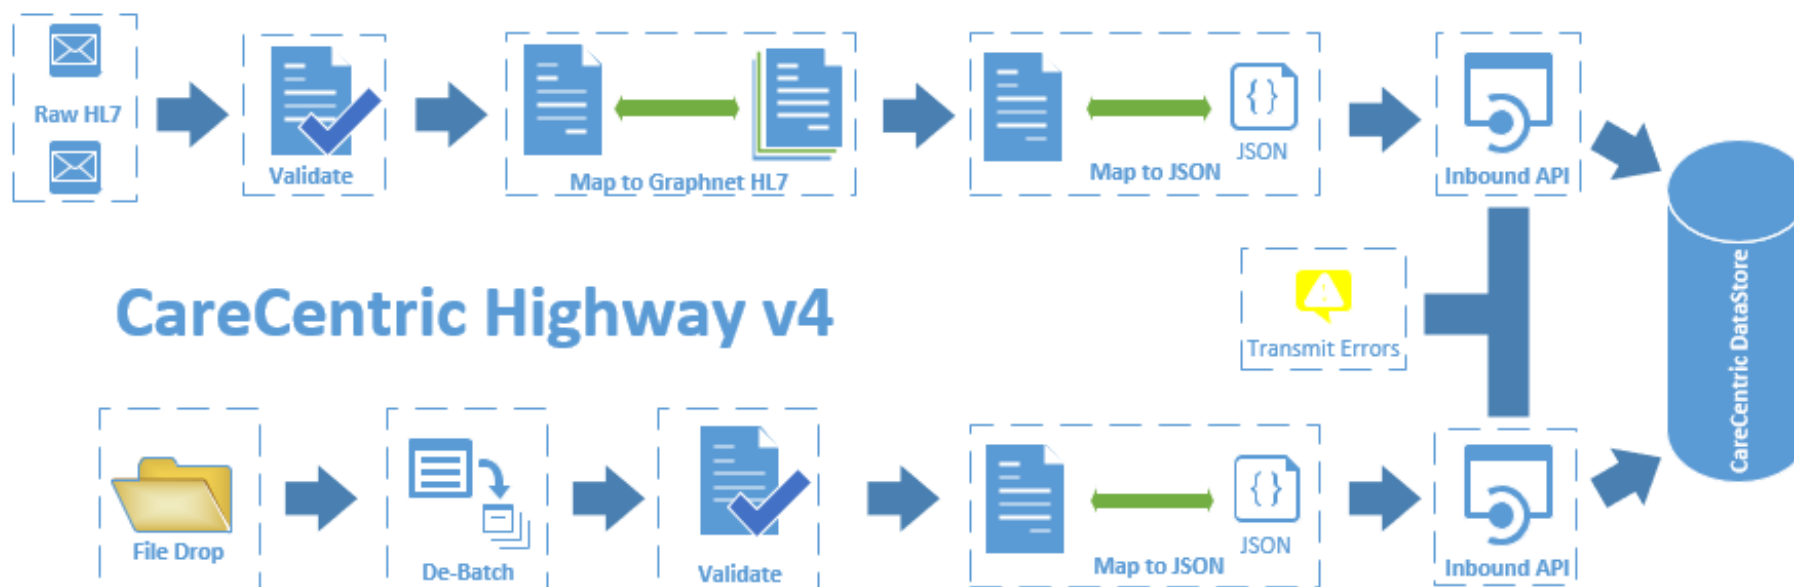 Raw HL7
Validate
Map to Graphnet HL7
{}
JSON
Map to JSON
Inbound API
CareCentric Highway v4
Transmit Errors
CareCentric DataStore
File Drop
De-Batch
Validate
{}
JSON
Map to JSON
Inbound API